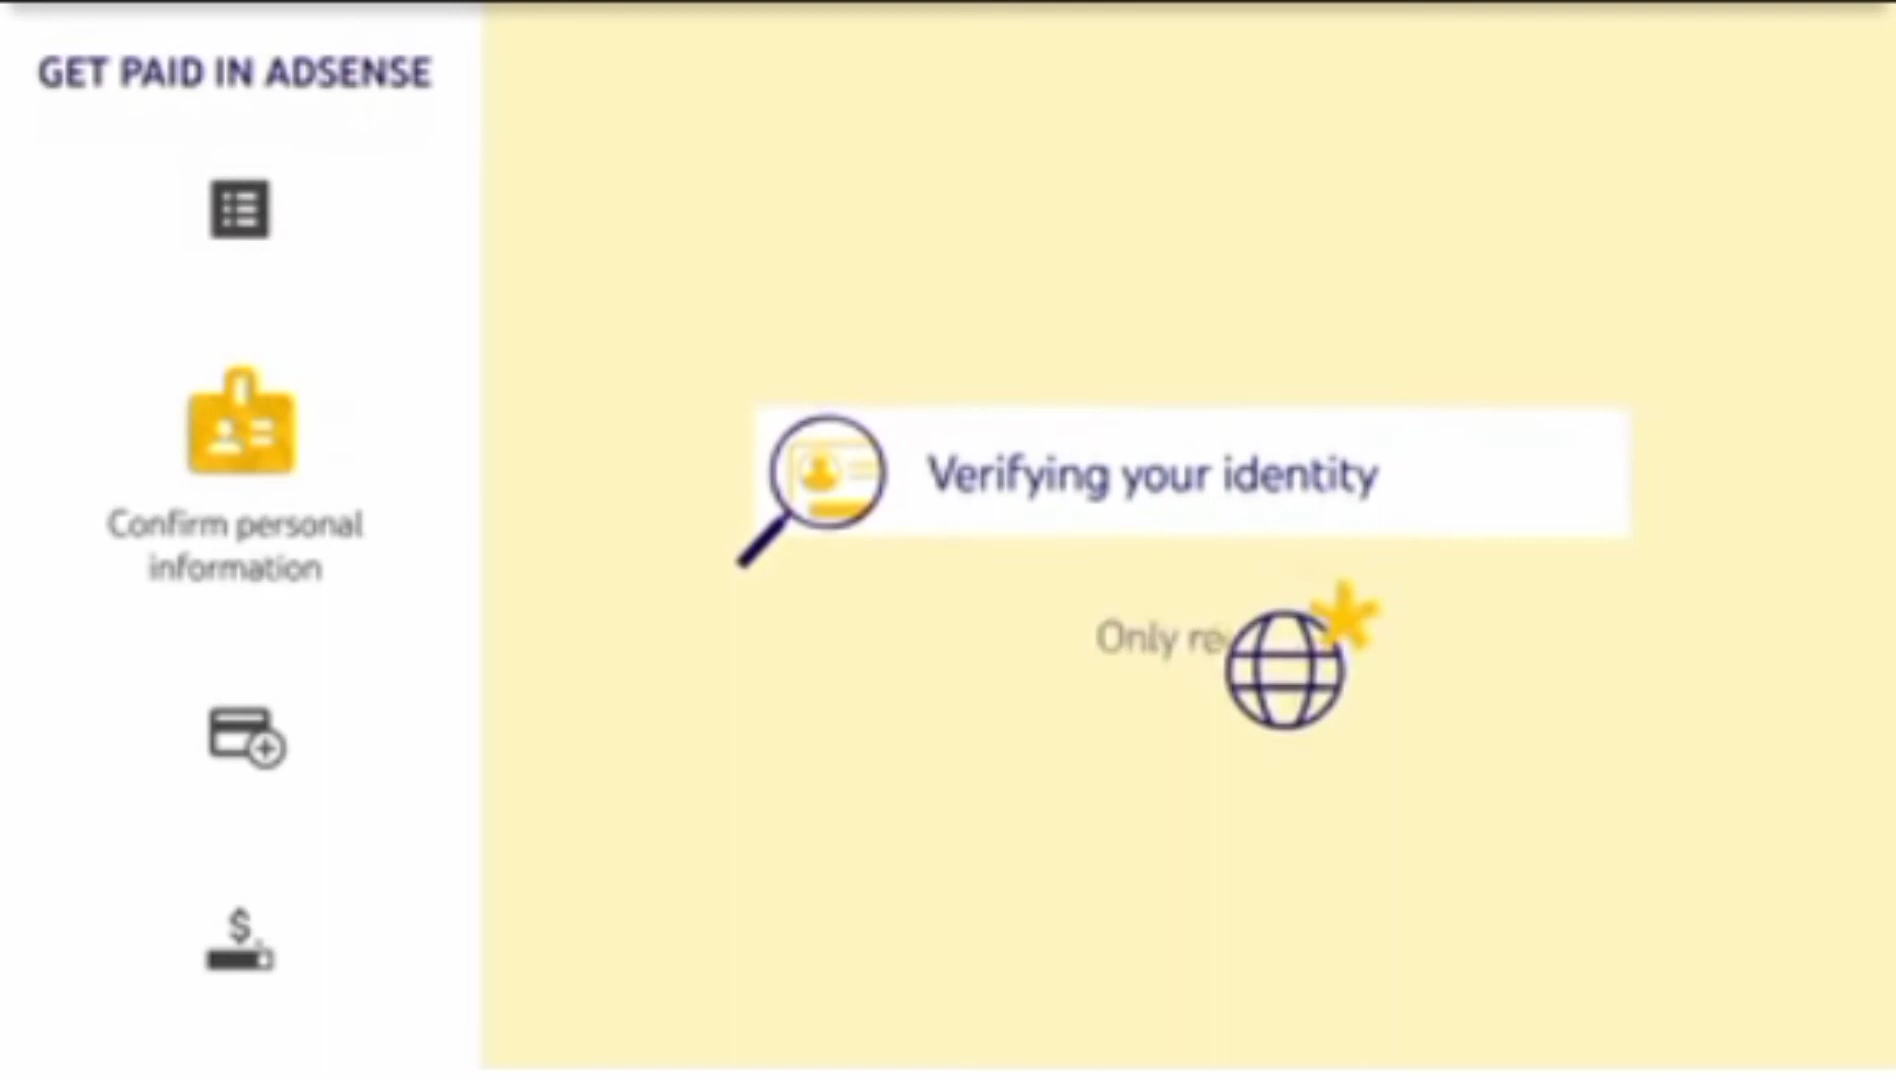 GET PAID IN ADSENSE
Confirm personal
information
Verifying your identity
Only
$